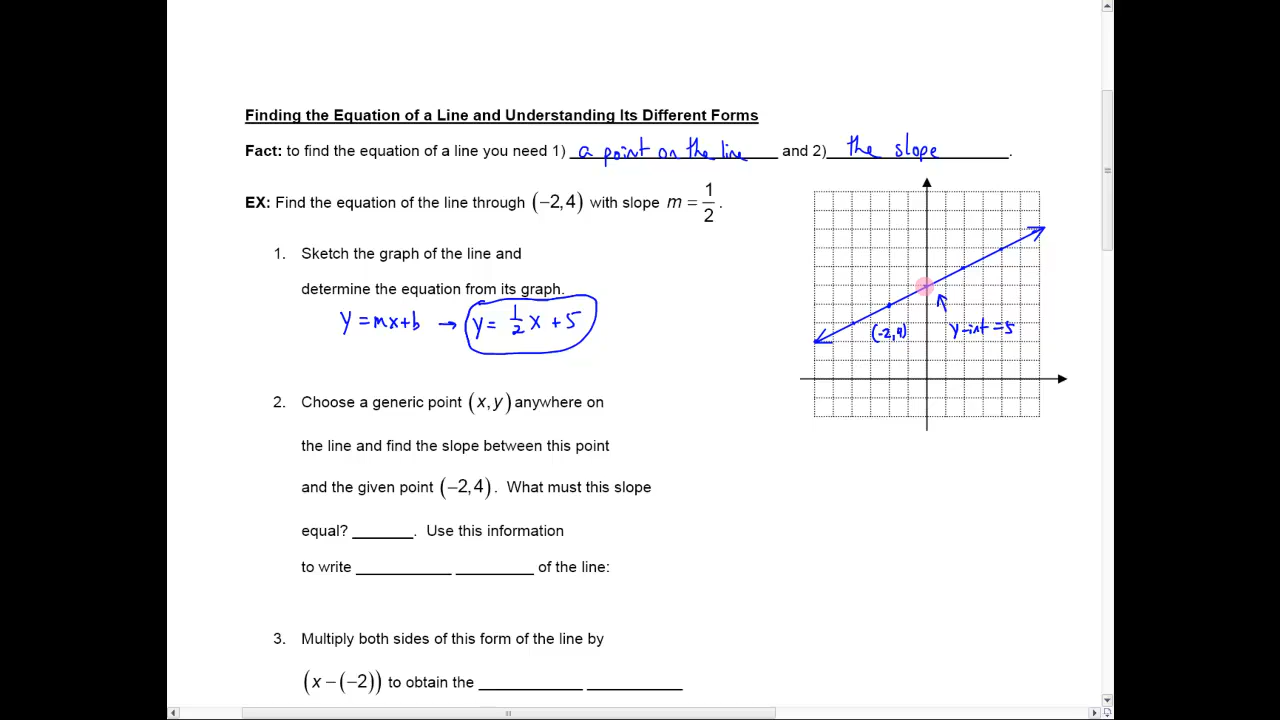 Finding the Equation of a Line and Understanding Its Different Forms
Fact: to find the equation of a line you need 1) a point on the line and 2) the slope.
EX: Find the equation of the line through (−2,4) with slope m = 1/2.
1. Sketch the graph of the line and
determine the equation from its graph.
y = mx+b → y = 1/2 x + 5
(-2,4)
y-int = 5
2. Choose a generic point (x,y) anywhere on
the line and find the slope between this point
and the given point (−2,4). What must this slope
equal? _______. Use this information
to write ___________ _________ of the line:
3. Multiply both sides of this form of the line by
(x−(−2)) to obtain the ____________ ___________